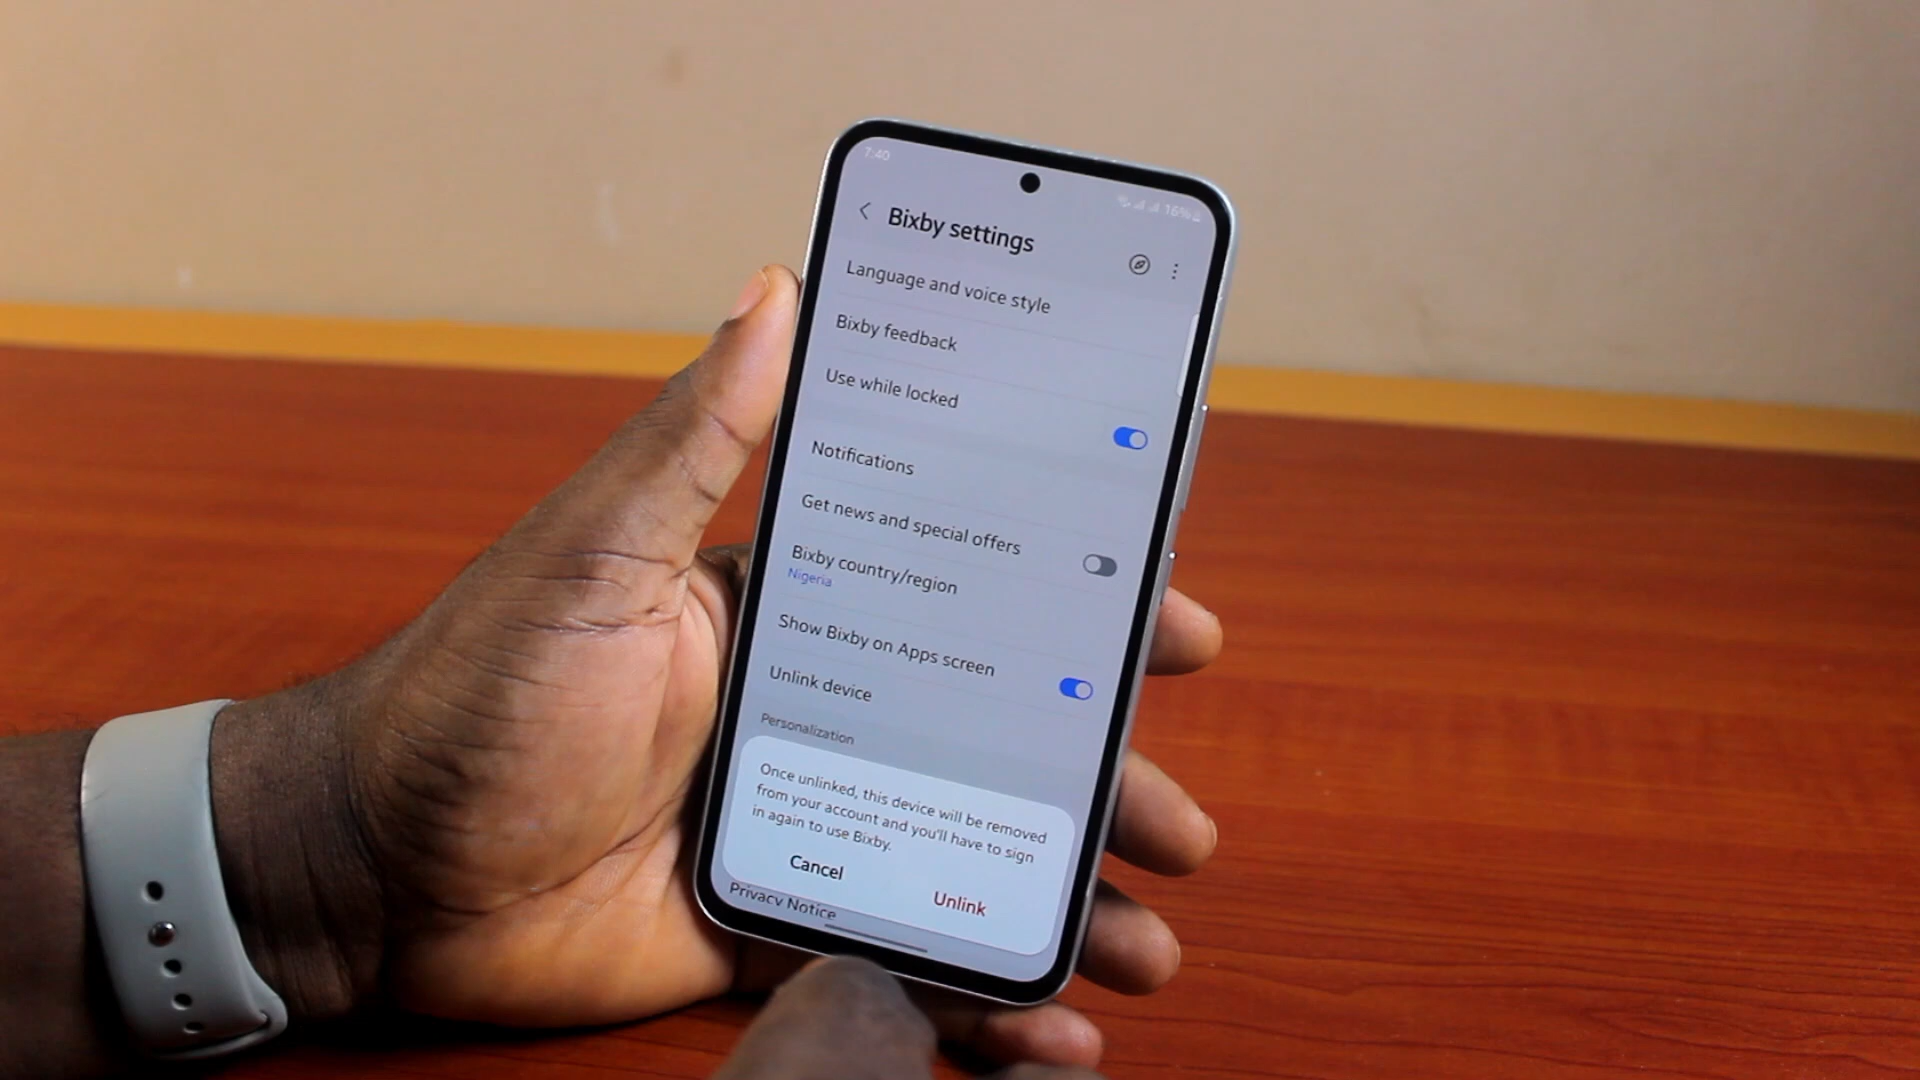 7:40
16%
Bixby settings
Language and voice style
Bixby feedback
Use while locked
Notifications
Get news and special offers
Bixby country/region
Nigeria
Show Bixby on Apps screen
Unlink device
Personalization
Once unlinked, this device will be removed
from your account and you'll have to sign
in again to use Bixby.
Cancel
Unlink
Privacy Notice